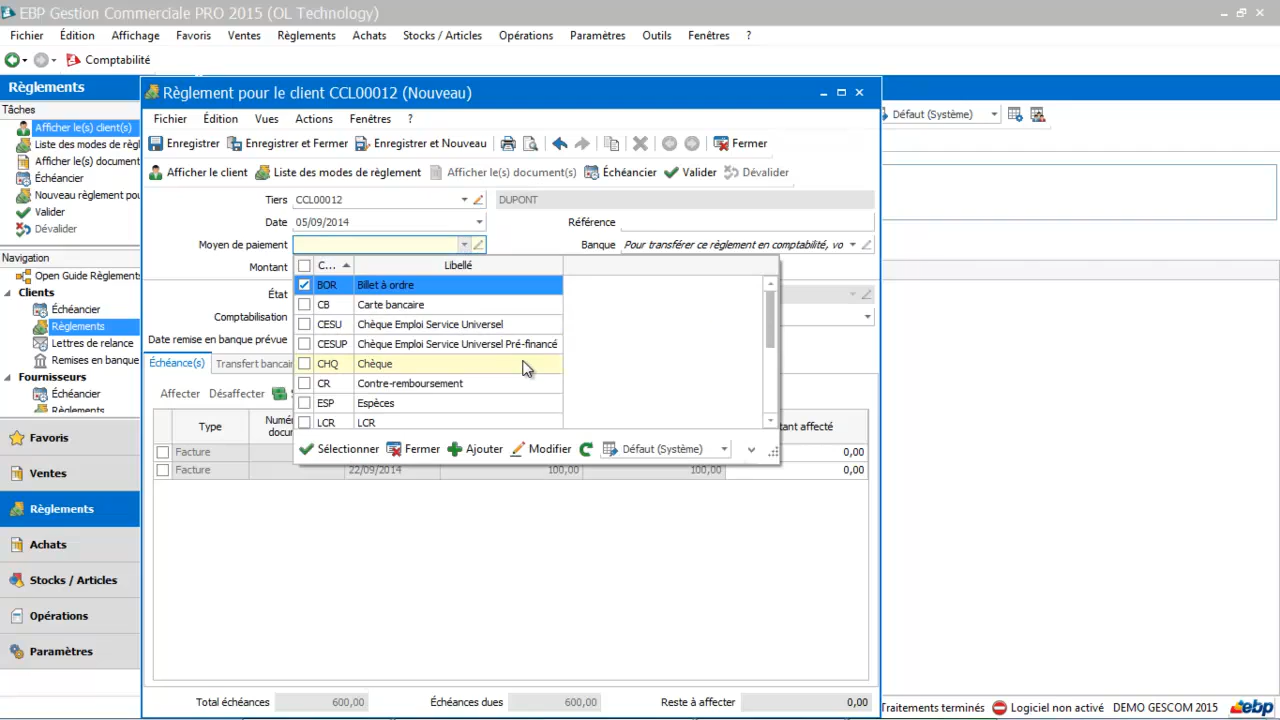 EBP Gestion Commerciale PRO 2015 (OL Technology)
Fichier Édition Affichage Favoris Ventes Règlements Achats Stocks / Articles Opérations Paramètres Outils Fenêtres ?
Comptabilité
Règlements
Tâches
Afficher le(s) client(s)
Liste des modes de règl
Afficher le(s) document
Échéancier
Nouveau règlement pou
Valider
Dévalider
Navigation
Open Guide Règlements
Clients
Échéancier
Règlements
Lettres de relance
Remises en banque
Fournisseurs
Échéancier
Règlements
Favoris
Ventes
Règlements
Achats
Stocks / Articles
Opérations
Paramètres
Règlement pour le client CCL00012 (Nouveau)
Fichier Édition Vues Actions Fenêtres ?
Enregistrer Enregistrer et Fermer Enregistrer et Nouveau Fermer
Afficher le client Liste des modes de règlement Afficher le(s) document(s) Échéancier Valider Dévalider
Tiers CCL00012 DUPONT
Date 05/09/2014 Référence
Moyen de paiement Banque Pour transférer ce règlement en comptabilité, vo
Montant
État
Comptabilisation
Date remise en banque prévue
C... Libellé
BOR Billet à ordre
CB Carte bancaire
CESU Chèque Emploi Service Universel
CESUP Chèque Emploi Service Universel Pré-financé
CHQ Chèque
CR Contre-remboursement
ESP Espèces
LCR LCR
Sélectionner Fermer Ajouter Modifier Défaut (Système)
Échéance(s) Transfert bancair
Affecter Désaffecter
Type Numé docu tant affecté
Facture 0,00
Facture 22/09/2014 100,00 100,00 0,00
Total échéances 600,00 Échéances dues 600,00 Reste à affecter 0,00
Défaut (Système)
Traitements terminés Logiciel non activé DEMO GESCOM 2015 ebp